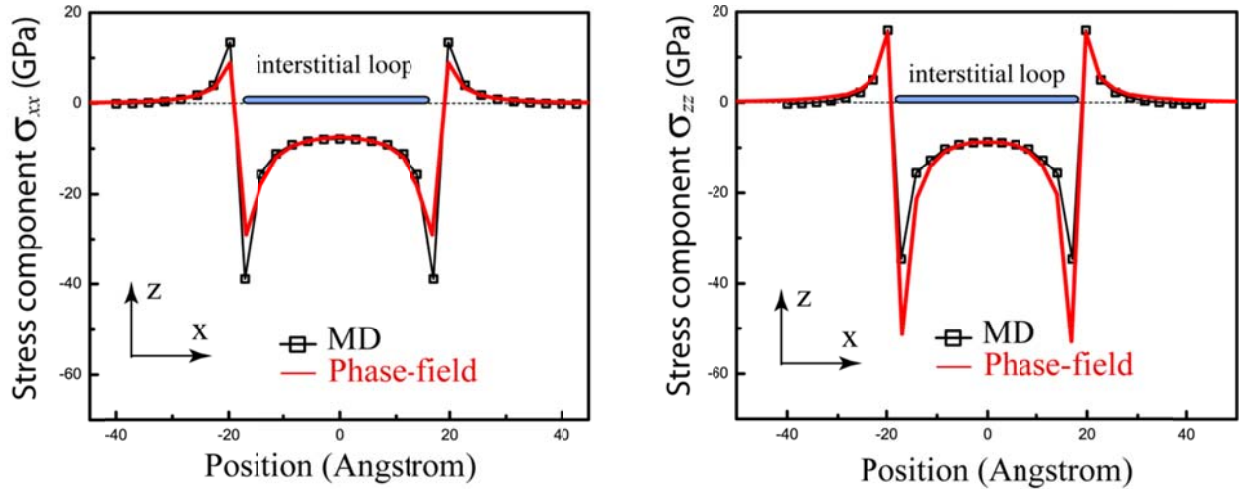 20
0
-20
-40
-60
-40
-20
0
20
40
Stress component σxx (GPa)
Position (Angstrom)
interstitial loop
z
x
MD
Phase-field
20
0
-20
-40
-60
-40
-20
0
20
40
Stress component σzz (GPa)
Position (Angstrom)
interstitial loop
z
x
MD
Phase-field